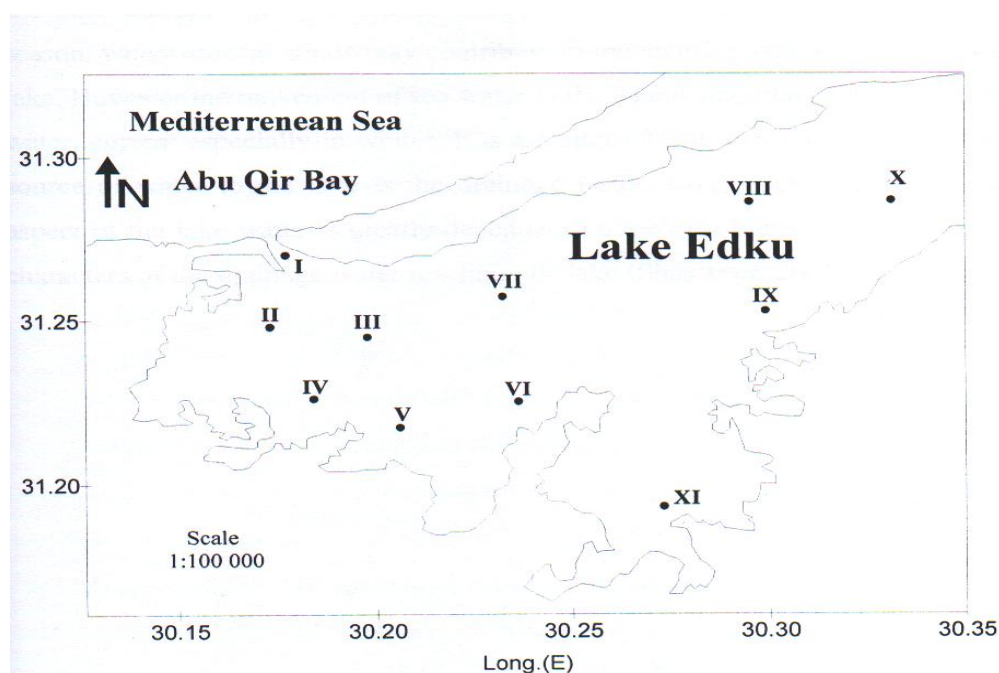 Mediterrenean Sea
31.30
N
Abu Qir Bay
VIII
X
Lake Edku
I
VII
IX
31.25
II
III
IV
VI
V
31.20
XI
Scale
1:100 000
30.15
30.20
30.25
30.30
30.35
Long.(E)